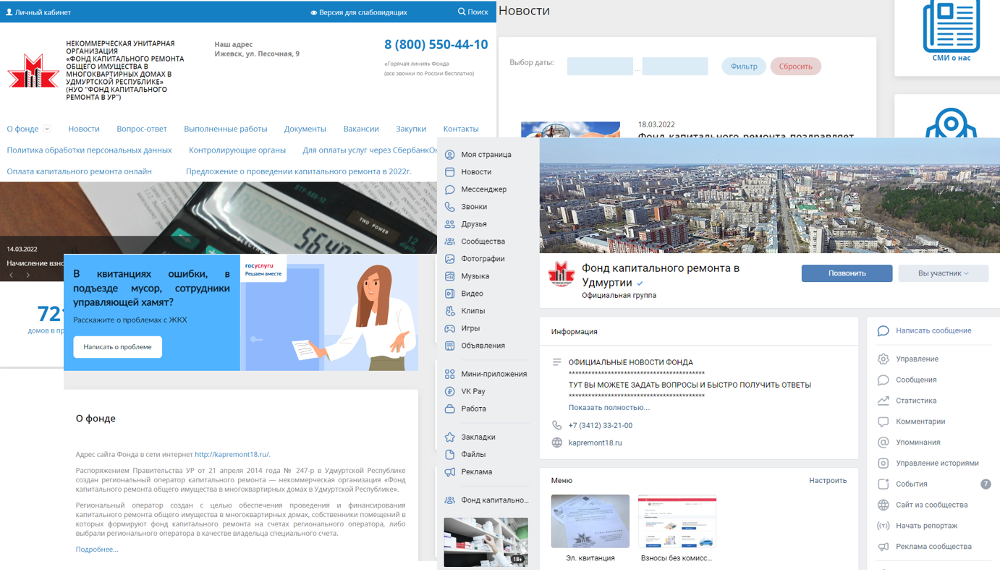 Личный кабинет
Версия для слабовидящих
Поиск
НЕКОММЕРЧЕСКАЯ УНИТАРНАЯ
ОРГАНИЗАЦИЯ
«ФОНД КАПИТАЛЬНОГО РЕМОНТА
ОБЩЕГО ИМУЩЕСТВА В
МНОГОКВАРТИРНЫХ ДОМАХ В
УДМУРТСКОЙ РЕСПУБЛИКЕ»
(НУО "ФОНД КАПИТАЛЬНОГО
РЕМОНТА В УР")
Наш адрес
Ижевск, ул. Песочная, 9
8 (800) 550-44-10
«Горячая линия» Фонда
(все звонки по России бесплатно)
О фонде
Новости
Вопрос-ответ
Выполненные работы
Документы
Вакансии
Закупки
Контакты
Политика обработки персональных данных
Контролирующие органы
Для оплаты услуг через СбербанкОн
Оплата капитального ремонта онлайн
Предложение о проведении капитального ремонта в 2022г.
TWO POWER
14.03.2022
Начисление взно
72
домов в пр
Новости
Выбор даты:
...
Фильтр
Сбросить
18.03.2022
Фонд капитального ремонта поздравляет
СМИ о нас
В квитанциях ошибки, в
подъезде мусор, сотрудники
управляющей хамят?
Расскажите о проблемах с ЖКХ
Написать о проблеме
госуслуги
Решаем вместе
О фонде
Адрес сайта Фонда в сети интернет http://kapremont18.ru/.
Распоряжением Правительства УР от 21 апреля 2014 года № 247-р в Удмуртской Республике
создан региональный оператор капитального ремонта — некоммерческая организация «Фонд
капитального ремонта общего имущества в многоквартирных домах в Удмуртской Республике».
Региональный оператор создан с целью обеспечения проведения и финансирования
капитального ремонта общего имущества в многоквартирных домах, собственники помещений в
которых формируют фонд капитального ремонта на счетах регионального оператора, либо
выбрали регионального оператора в качестве владельца специального счета.
Подробнее...
Моя страница
Новости
Мессенджер
Звонки
Друзья
Сообщества
Фотографии
Музыка
Видео
Клипы
Игры
Объявления
Мини-приложения
VK Pay
Работа
Закладки
Файлы
Реклама
Фонд капитально...
18+
Фонд капитального ремонта в
Удмуртии
Официальная группа
Позвонить
Вы участник
Информация
ОФИЦИАЛЬНЫЕ НОВОСТИ ФОНДА
*****************************************
ТУТ ВЫ МОЖЕТЕ ЗАДАТЬ ВОПРОСЫ И БЫСТРО ПОЛУЧИТЬ ОТВЕТЫ
*****************************************
Показать полностью...
+7 (3412) 33-21-00
kapremont18.ru
Меню
Настроить
Эл. квитанция
Взносы без комисс...
Написать сообщение
Управление
Сообщения
Статистика
Комментарии
Упоминания
Управление историями
События
7
Сайт из сообщества
Начать репортаж
Реклама сообщества